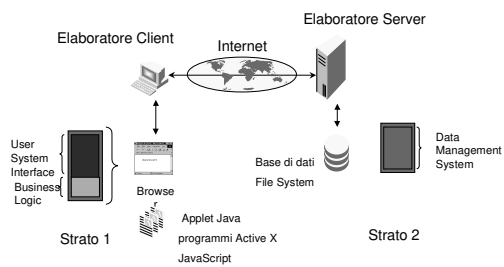 Elaboratore Server
Elaboratore Client
Internet
User
System
Interface
Business
Logic
Browse
r
Base di dati
File System
Data
Management
System
Applet Java
programmi Active X
JavaScript
Strato 1
Strato 2